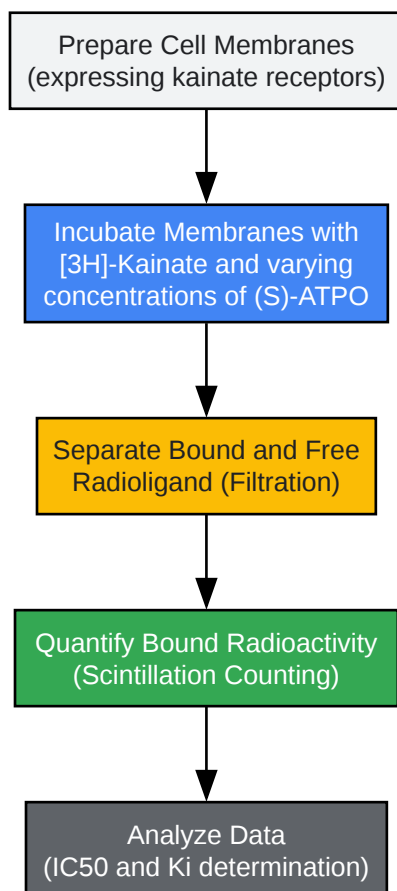 Prepare Cell Membranes
(expressing kainate receptors)
Incubate Membranes with
[3H]-Kainate and varying
concentrations of (S)-ATPO
Separate Bound and Free
Radioligand (Filtration)
Quantify Bound Radioactivity
(Scintillation Counting)
Analyze Data
(IC50 and Ki determination)